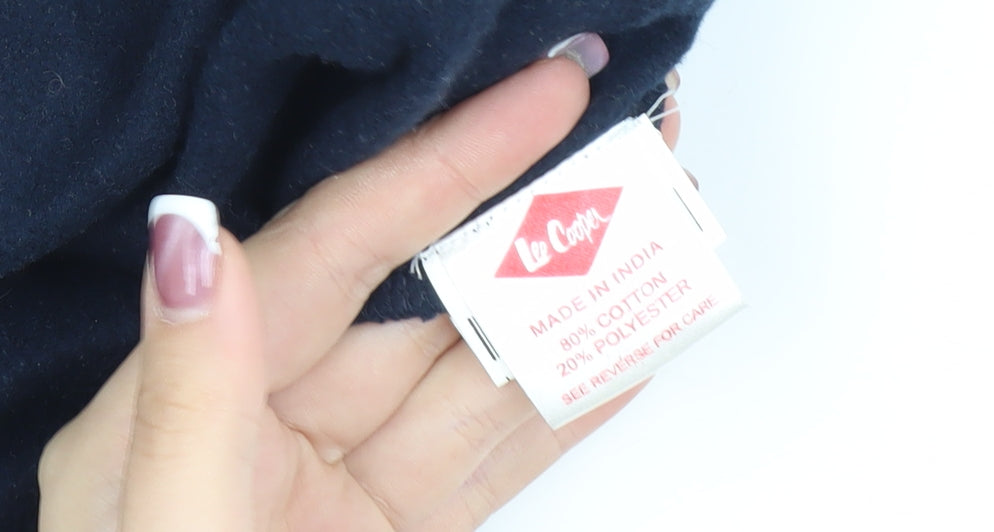 Lee Cooper
MADE IN INDIA
80% COTTON
20% POLYESTER
SEE REVERSE FOR CARE